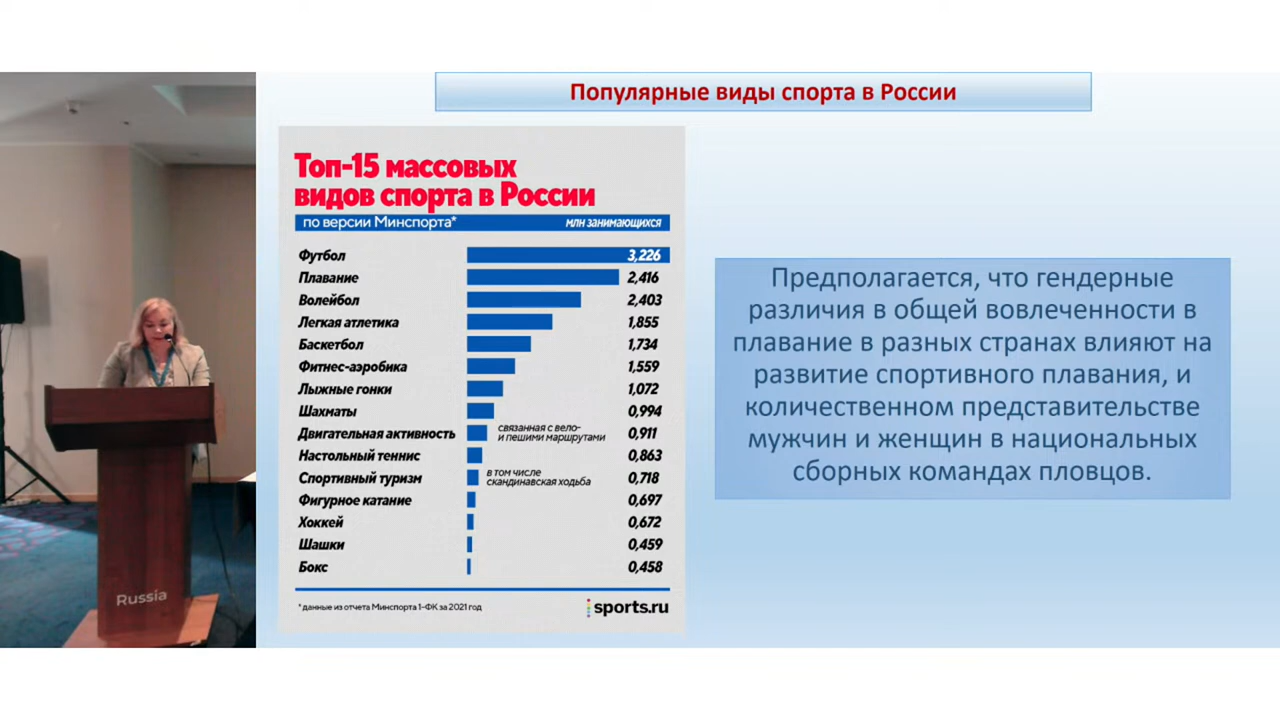 Популярные виды спорта в России
Топ-15 массовых
видов спорта в России
по версии Минспорта* млн занимающихся
Футбол 3,226
Плавание 2,416
Волейбол 2,403
Легкая атлетика 1,855
Баскетбол 1,734
Фитнес-аэробика 1,559
Лыжные гонки 1,072
Шахматы 0,994
Двигательная активность связанная с вело- 0,911
и пешими маршрутами
Настольный теннис 0,863
Спортивный туризм в том числе 0,718
скандинавская ходьба
Фигурное катание 0,697
Хоккей 0,672
Шашки 0,459
Бокс 0,458
* данные из отчета Минспорта 1-ФК за 2021 год
sports.ru
Предполагается, что гендерные
различия в общей вовлеченности в
плавание в разных странах влияют на
развитие спортивного плавания, и
количественном представительстве
мужчин и женщин в национальных
сборных командах пловцов.
Russia